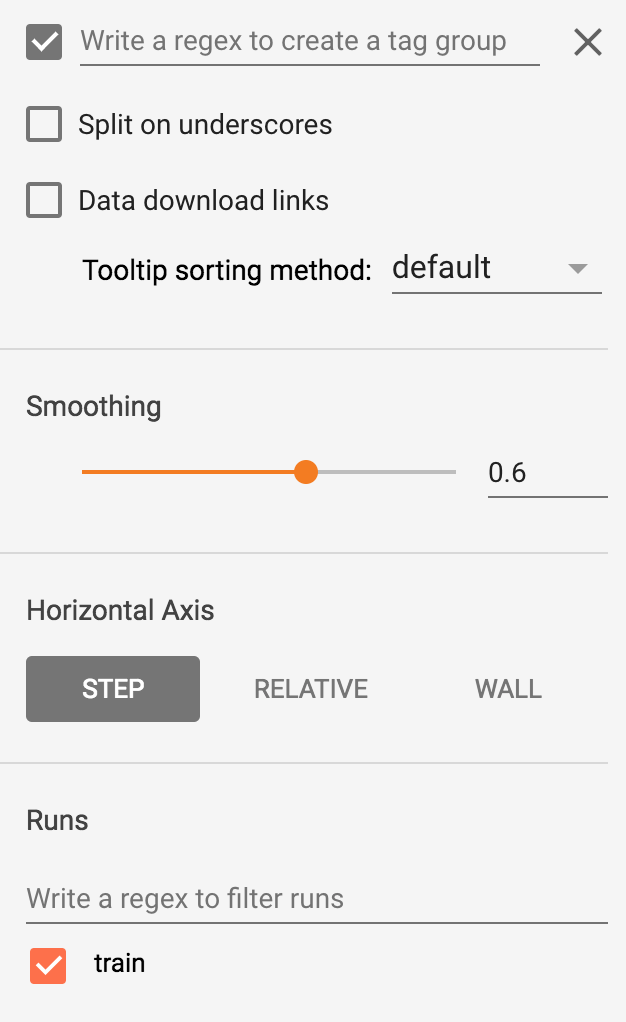 Write a regex to create a tag group
Split on underscores
Data download links
Tooltip sorting method: default
Smoothing
0.6
Horizontal Axis
STEP RELATIVE WALL
Runs
Write a regex to filter runs
train